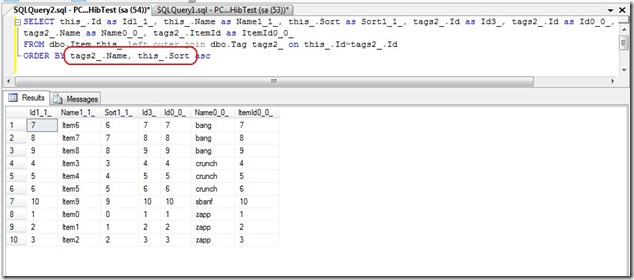 SQLQuery2.sql - PC...HibTest (sa (54))* SQLQuery1.sql - PC...HibTest (sa (53))*
SELECT this_.Id as Id1_1_, this_.Name as Name1_1_, this_.Sort as Sort1_1_, tags2_.Id as Id3_, tags2_.Id as Id0_0_,
tags2_.Name as Name0_0_, tags2_.ItemId as ItemId0_0_
FROM dbo.Item this_ left outer join dbo.Tag tags2_ on this_.Id=tags2_.Id
ORDER BY tags2_.Name, this_.Sort asc
Results Messages
Id1_1_ Name1_1_ Sort1_1_ Id3_ Id0_0_ Name0_0_ ItemId0_0_
1 7 Item6 6 7 7 bang 7
2 8 Item7 7 8 8 bang 8
3 9 Item8 8 9 9 bang 9
4 4 Item3 3 4 4 crunch 4
5 5 Item4 4 5 5 crunch 5
6 6 Item5 5 6 6 crunch 6
7 10 Item9 9 10 10 sbanf 10
8 1 Item0 0 1 1 zapp 1
9 2 Item1 1 2 2 zapp 2
10 3 Item2 2 3 3 zapp 3